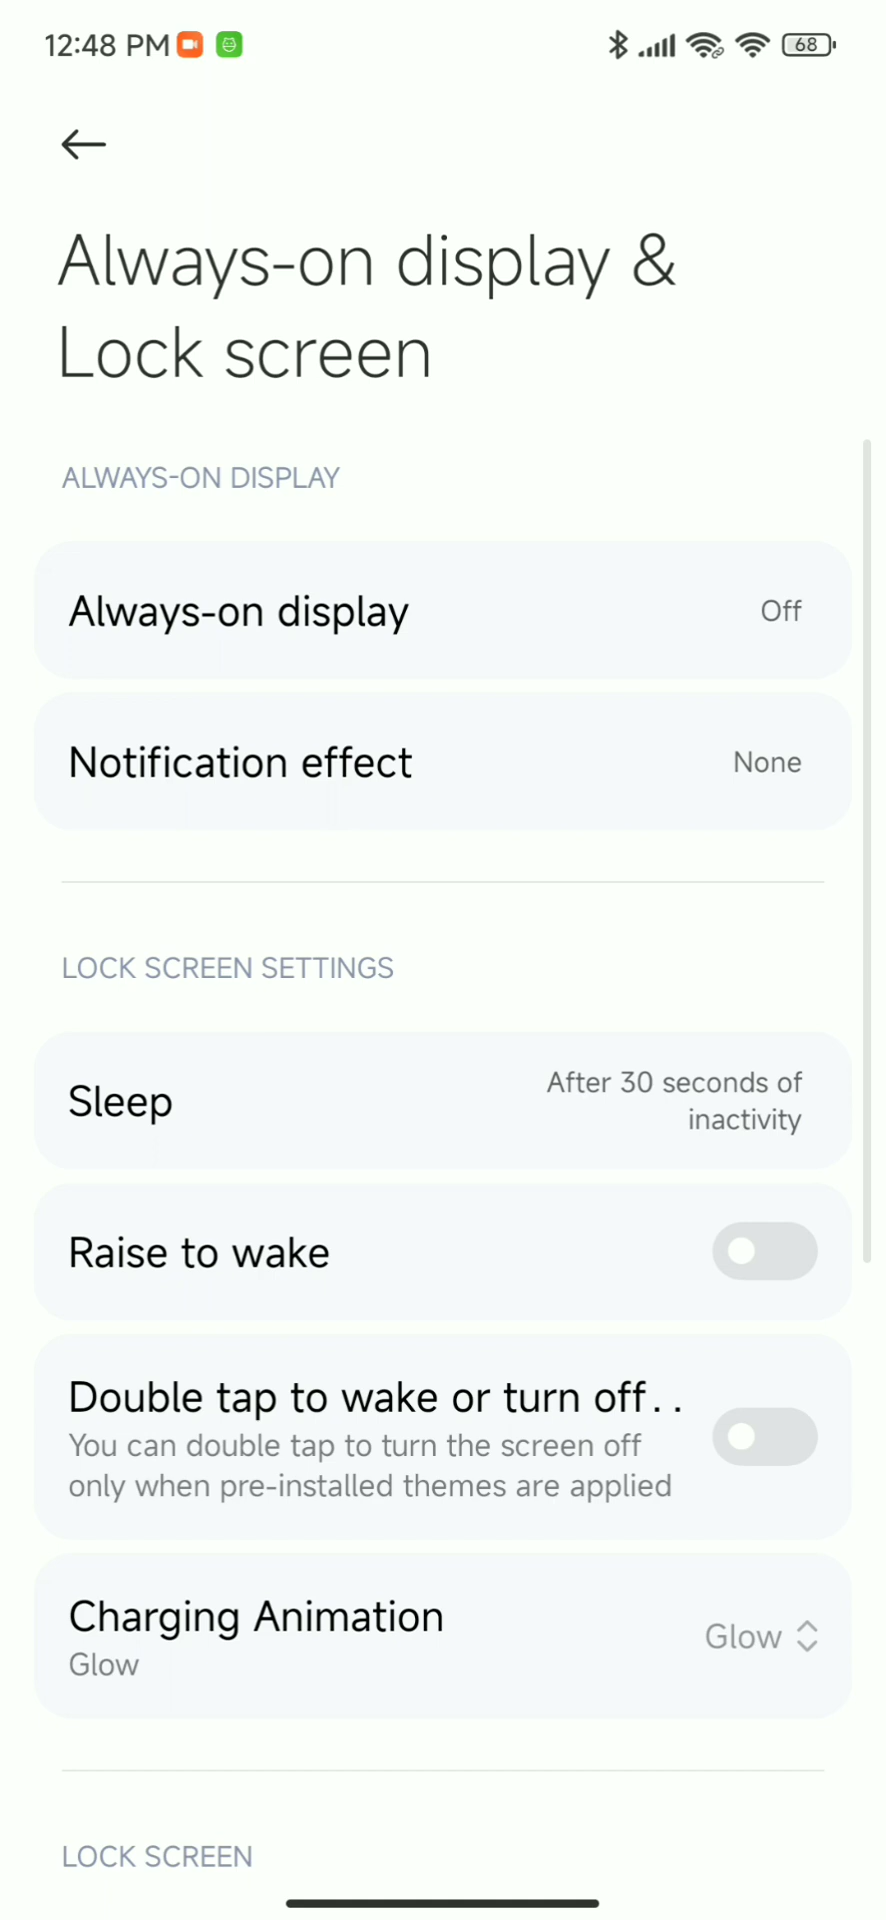 12:48 PM
68
Always-on display &
Lock screen
ALWAYS-ON DISPLAY
Always-on display
Off
Notification effect
None
LOCK SCREEN SETTINGS
Sleep
After 30 seconds of
inactivity
Raise to wake
Double tap to wake or turn off..
You can double tap to turn the screen off
only when pre-installed themes are applied
Charging Animation
Glow
Glow
LOCK SCREEN